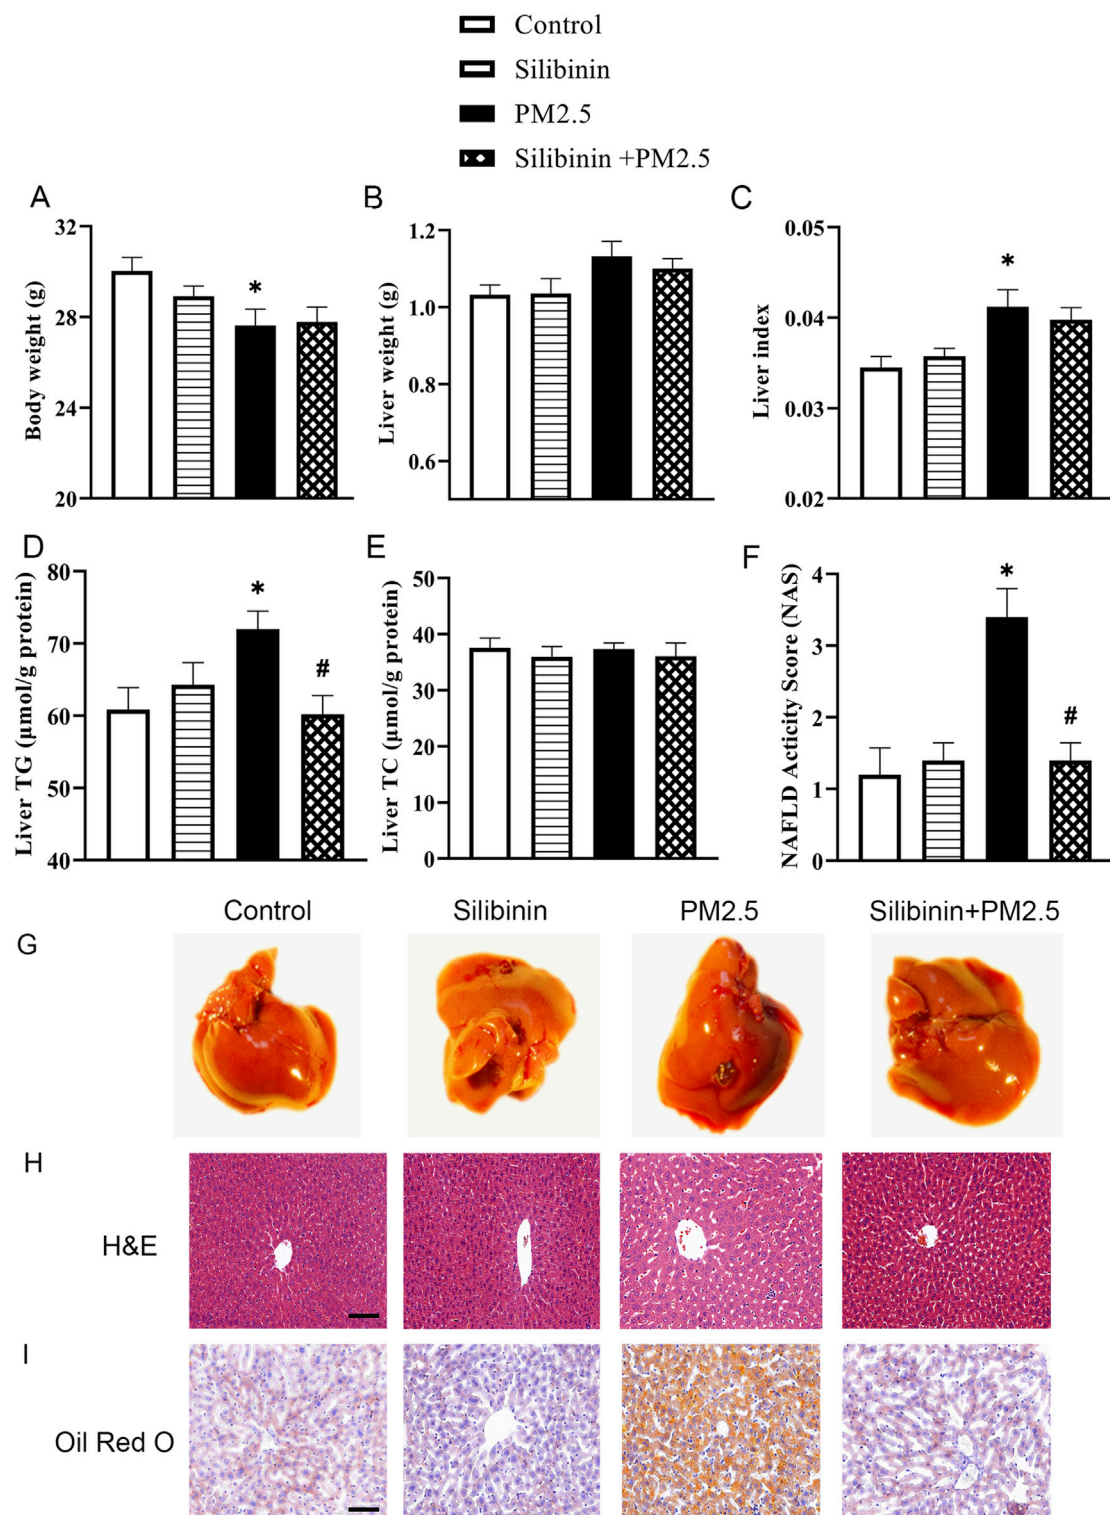 Control
Silibinin
PM2.5
Silibinin +PM2.5
A
Body weight (g)
32
28
24
20
*
B
Liver weight (g)
1.2
1.0
0.8
0.6
C
Liver index
0.05
0.04
0.03
0.02
*
D
Liver TG (μmol/g protein)
80
70
60
50
40
*
#
E
Liver TC (μmol/g protein)
50
40
30
20
10
0
F
NAFLD Acticity Score (NAS)
4
3
2
1
0
*
#
Control Silibinin PM2.5 Silibinin+PM2.5
G
H
H&E
I
Oil Red O